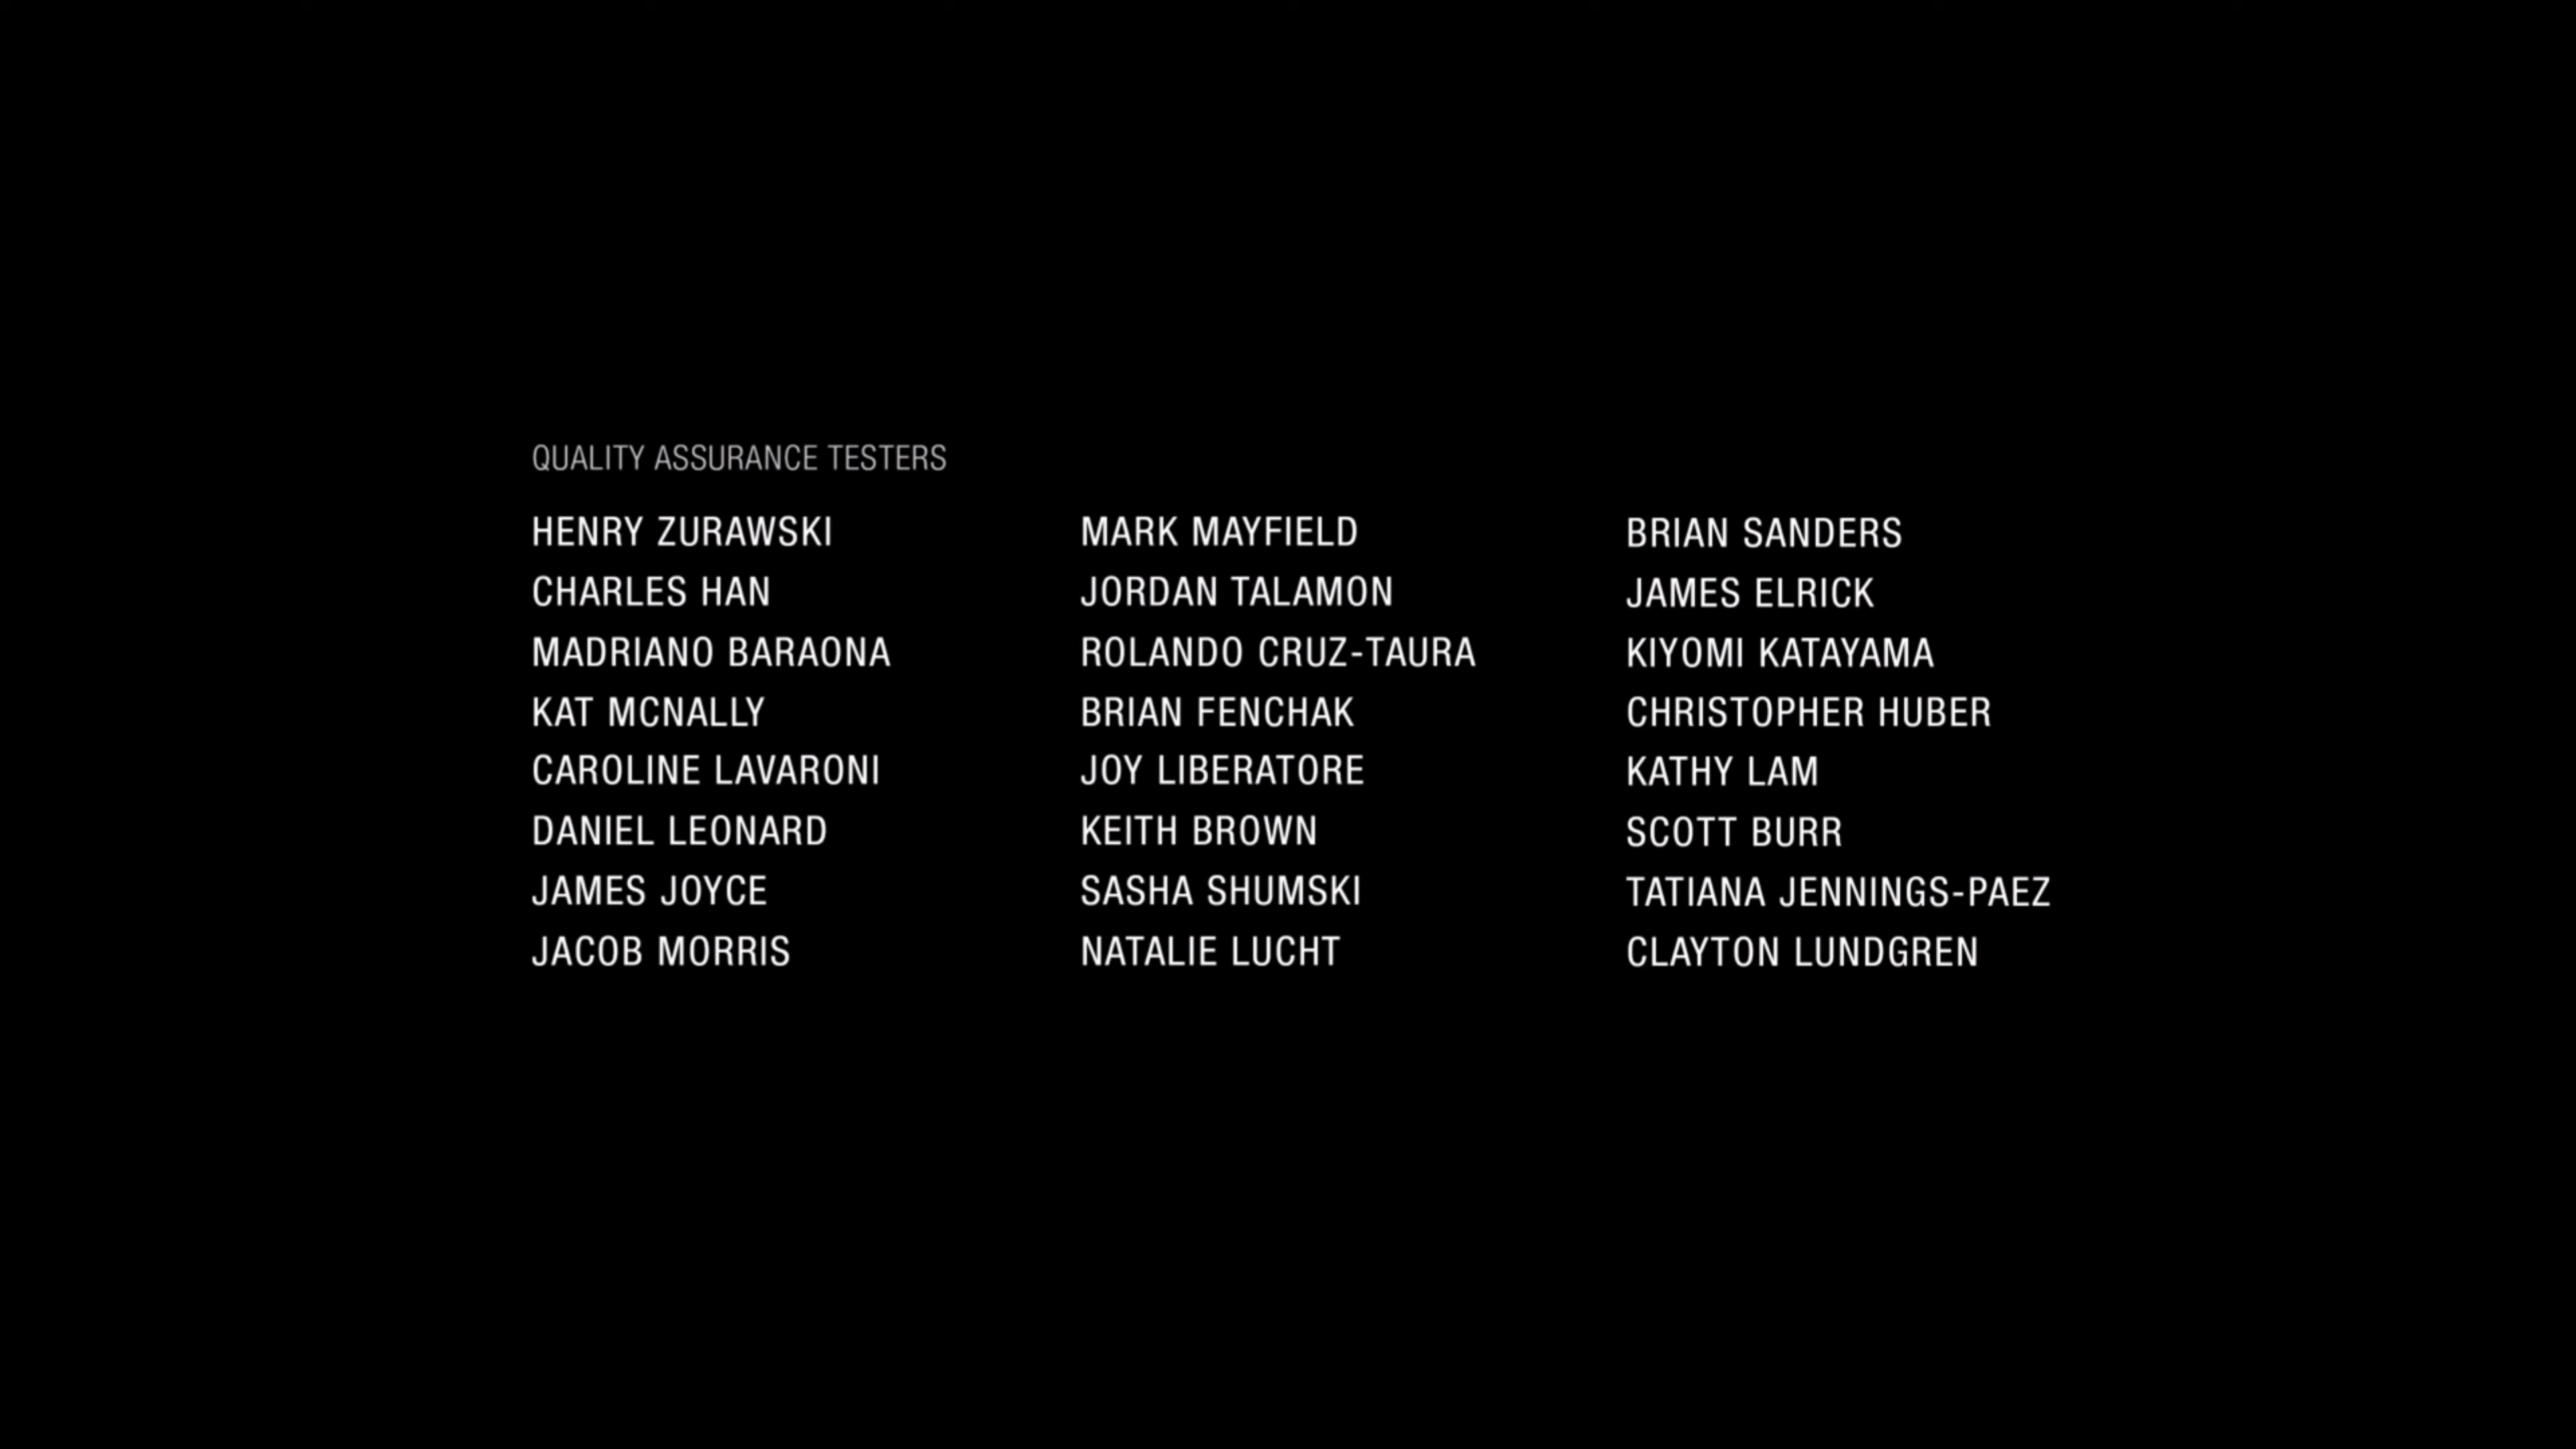 QUALITY ASSURANCE TESTERS
HENRY ZURAWSKI
CHARLES HAN
MADRIANO BARAONA
KAT MCNALLY
CAROLINE LAVARONI
DANIEL LEONARD
JAMES JOYCE
JACOB MORRIS
MARK MAYFIELD
JORDAN TALAMON
ROLANDO CRUZ-TAURA
BRIAN FENCHAK
JOY LIBERATORE
KEITH BROWN
SASHA SHUMSKI
NATALIE LUCHT
BRIAN SANDERS
JAMES ELRICK
KIYOMI KATAYAMA
CHRISTOPHER HUBER
KATHY LAM
SCOTT BURR
TATIANA JENNINGS-PAEZ
CLAYTON LUNDGREN